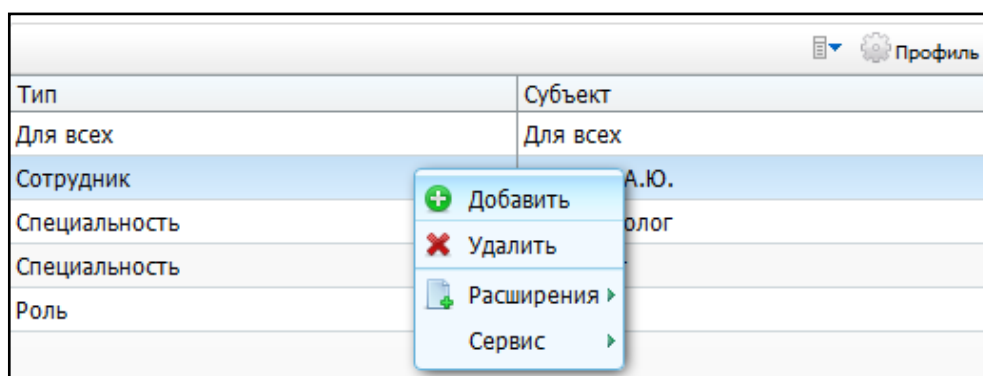 Профиль
Тип Субъект
Для всех Для всех
Сотрудник А.Ю.
Добавить
Специальность олог
Удалить
Специальность
Расширения
Роль
Сервис